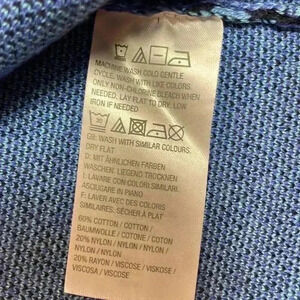 MACHINE WASH COLD GENTLE
CYCLE. WASH WITH LIKE COLORS.
ONLY NON-CHLORINE BLEACH WHEN
NEEDED. LAY FLAT TO DRY. LOW
IRON IF NEEDED
30
GB: WASH WITH SIMILAR COLOURS.
DRY FLAT
D: MIT ÄHNLICHEN FARBEN
WASCHEN. LIEGEND TROCKNEN
I: LAVARE CON COLORI SIMILARI.
ASCIUGARE IN PIANO
F: LAVER AVEC DES COLORIS
SIMILAIRES. SÉCHER À PLAT
60% COTTON / COTTON /
BAUMWOLLE / COTONE / COTON
20% NYLON / NYLON / NYLON /
NYLON / NYLON
20% RAYON / VISCOSE / VISKOSE /
VISCOSA / VISCOSE